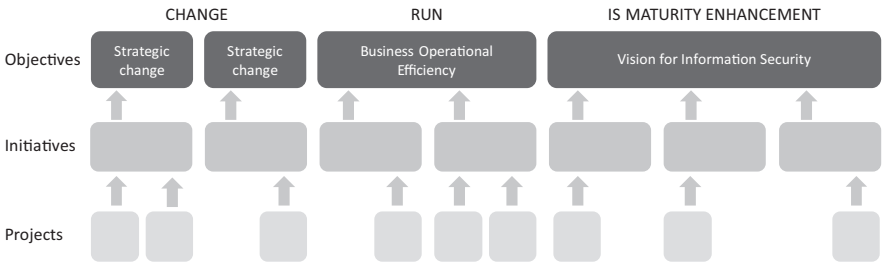 CHANGE RUN IS MATURITY ENHANCEMENT
Objectives
Strategic
change
Strategic
change
Business Operational
Efficiency
Vision for Information Security
Initiatives
Projects